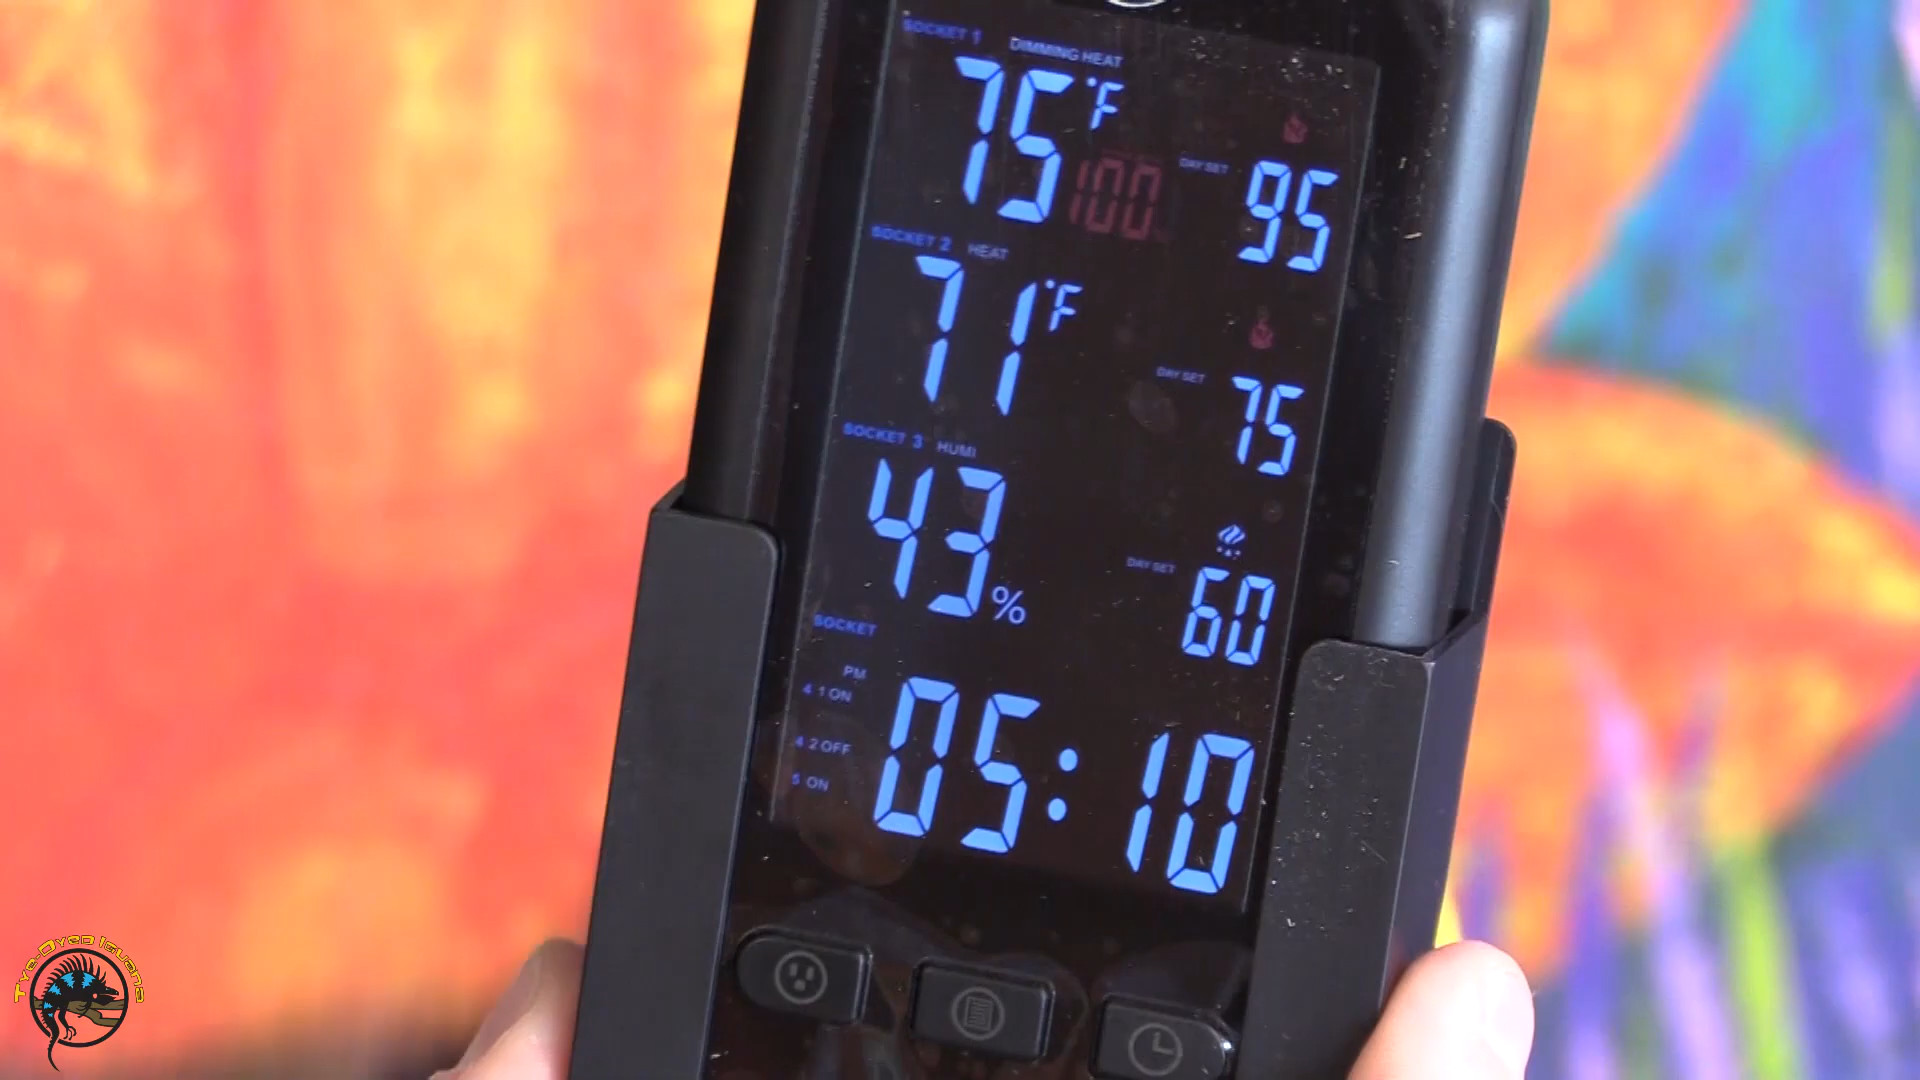 SOCKET 1 DIMMING HEAT
75 °F
100
DAY SET 95
SOCKET 2 HEAT
71 °F
DAY SET 75
SOCKET 3 HUMI
43 %
DAY SET 60
SOCKET
PM
4 1 ON
4 2 OFF
5 ON
05:10
Tye-Dyed Iguana